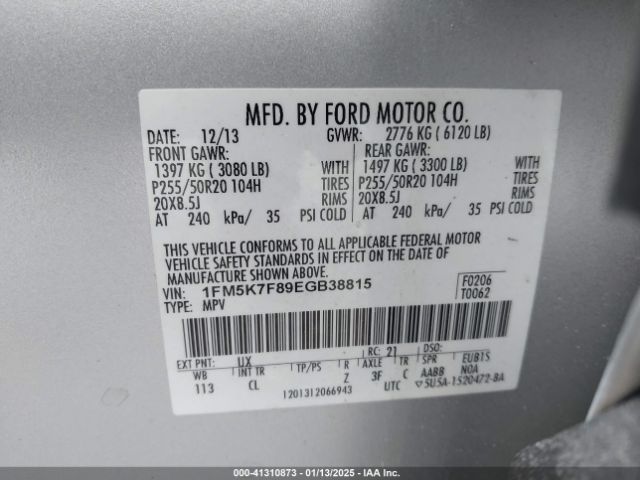 MFD. BY FORD MOTOR CO.
DATE: 12/13 GVWR: 2776 KG ( 6120 LB)
FRONT GAWR: REAR GAWR:
1397 KG ( 3080 LB) WITH 1497 KG ( 3300 LB) WITH
P255/50R20 104H TIRES P255/50R20 104H TIRES
20X8.5J RIMS 20X8.5J RIMS
AT 240 kPa/ 35 PSI COLD AT 240 kPa/ 35 PSI COLD
THIS VEHICLE CONFORMS TO ALL APPLICABLE FEDERAL MOTOR
VEHICLE SAFETY STANDARDS IN EFFECT ON THE DATE OF
MANUFACTURE SHOWN ABOVE.
VIN: 1FM5K7F89EGB38815 F0206
TYPE: MPV T0062
EXT PNT: UX RC: 21 DSO:
WB INT TR TP/PS R AXLE TR SPR EUB1S
113 CL Z 3F C AABB NOA
1201312066943 UTC ▽5U5A-1520472-BA
000-41310873 — 01/13/2025 — IAA Inc.